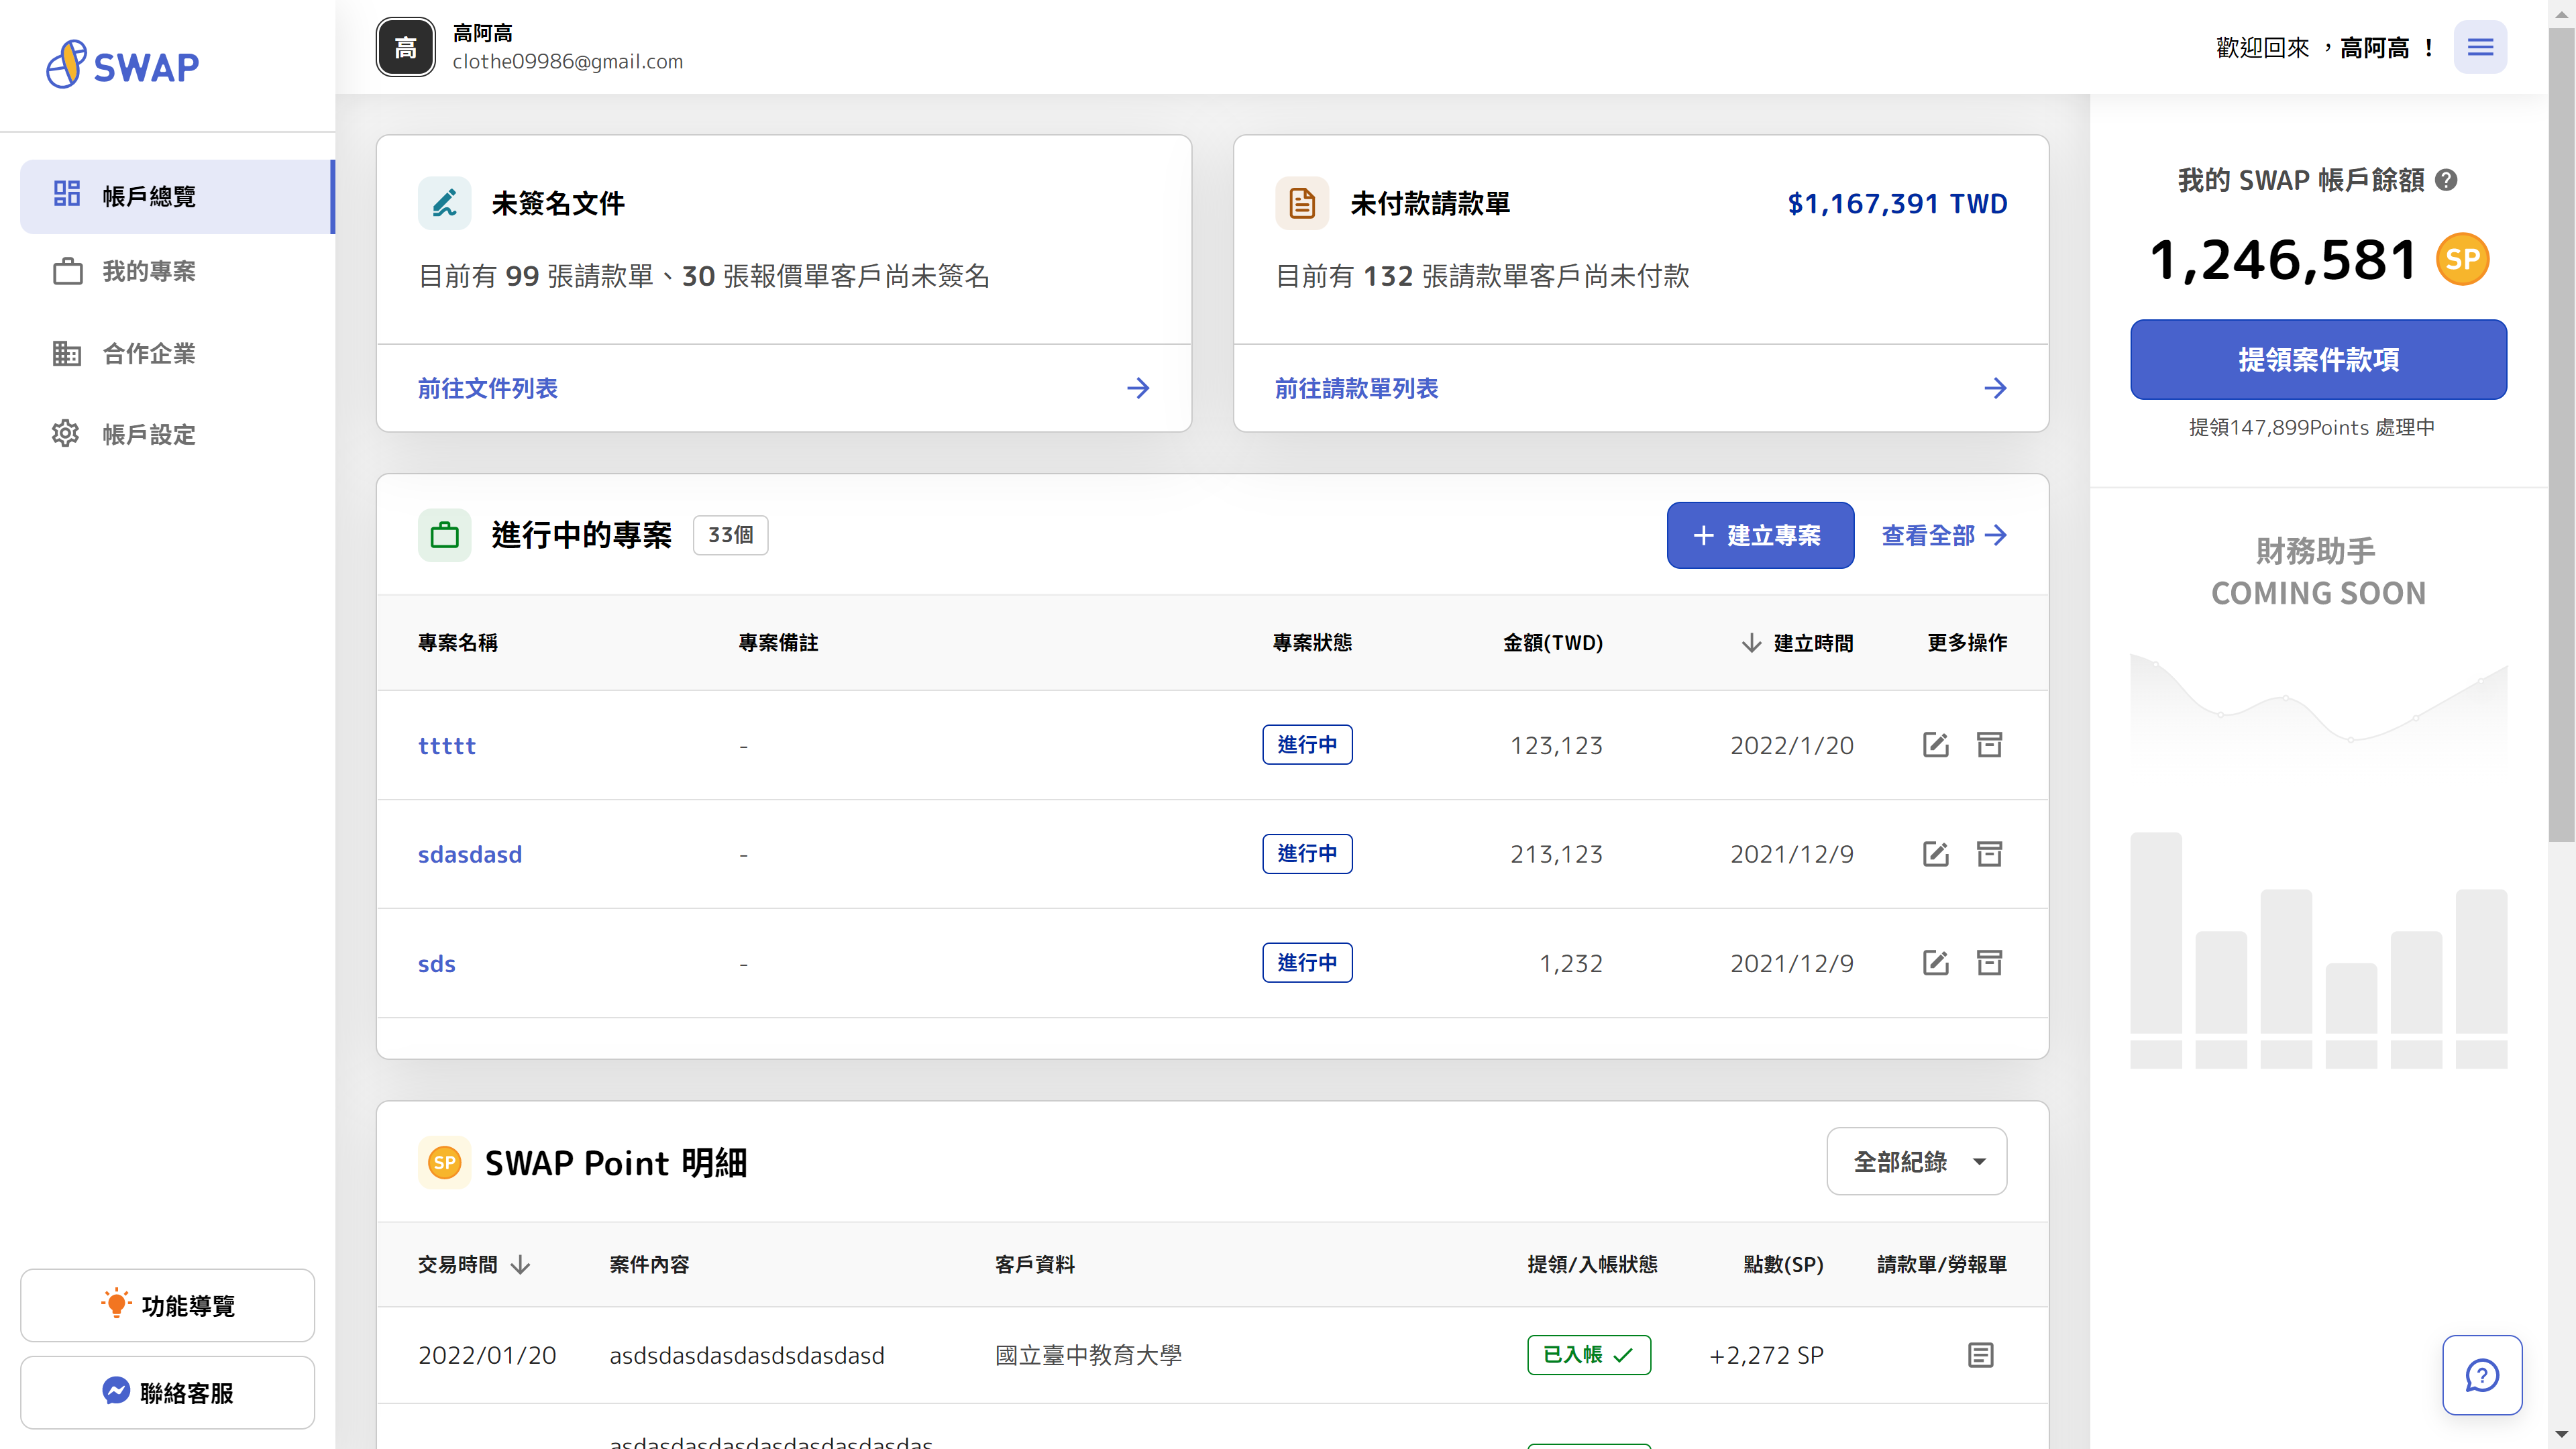 SWAP
高
高阿高
clothe09986@gmail.com
歡迎回來 ，高阿高 ！
帳戶總覽
我的專案
合作企業
帳戶設定
功能導覽
聯絡客服
未簽名文件
目前有 99 張請款單、30 張報價單客戶尚未簽名
前往文件列表
未付款請款單
$1,167,391 TWD
目前有 132 張請款單客戶尚未付款
前往請款單列表
進行中的專案
33個
建立專案
查看全部
專案名稱 專案備註 專案狀態 金額(TWD) 建立時間 更多操作
ttttt - 進行中 123,123 2022/1/20
sdasdasd - 進行中 213,123 2021/12/9
sds - 進行中 1,232 2021/12/9
SP
SWAP Point 明細
全部紀錄
交易時間 案件內容 客戶資料 提領/入帳狀態 點數(SP) 請款單/勞報單
2022/01/20 asdsdasdasdasdsdasdasd 國立臺中教育大學 已入帳 +2,272 SP
我的 SWAP 帳戶餘額
1,246,581
SP
提領案件款項
提領147,899Points 處理中
財務助手
COMING SOON